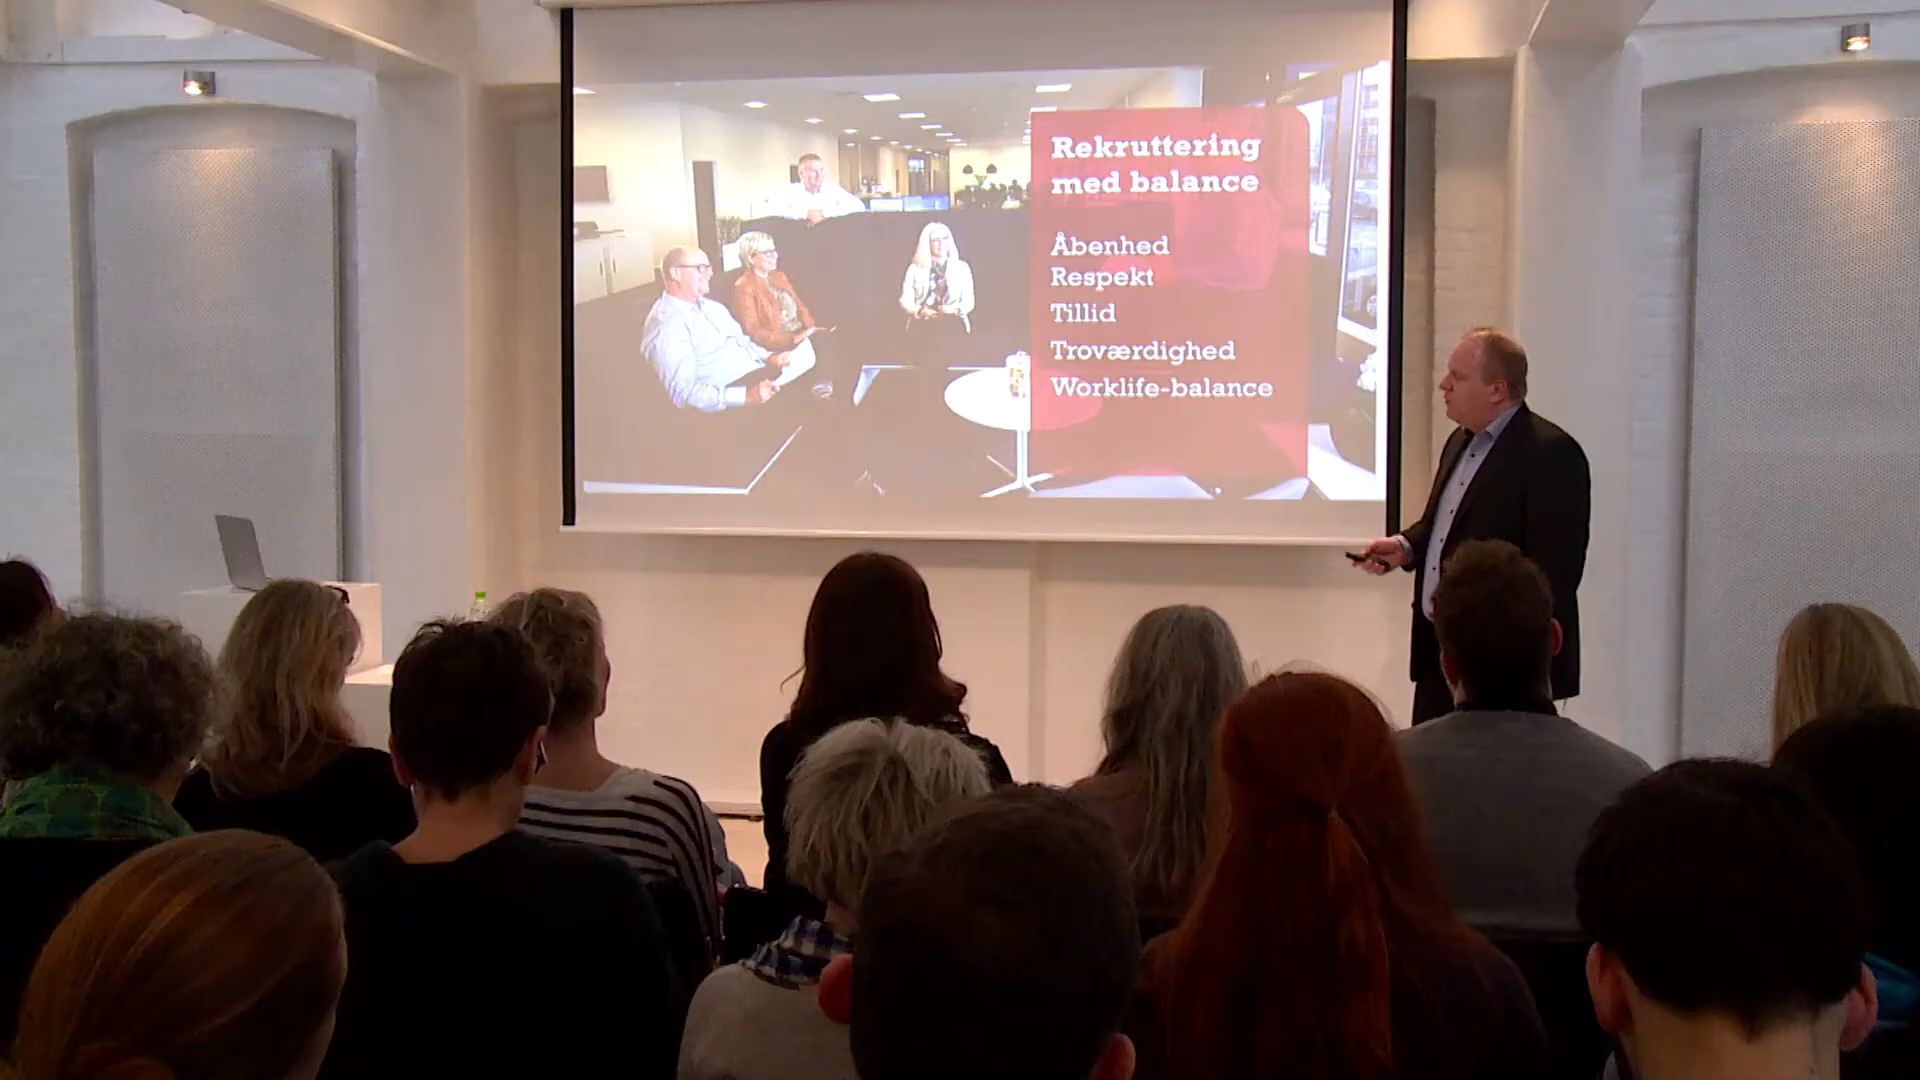 Rekruttering
med balance
Åbenhed
Respekt
Tillid
Troværdighed
Worklife-balance